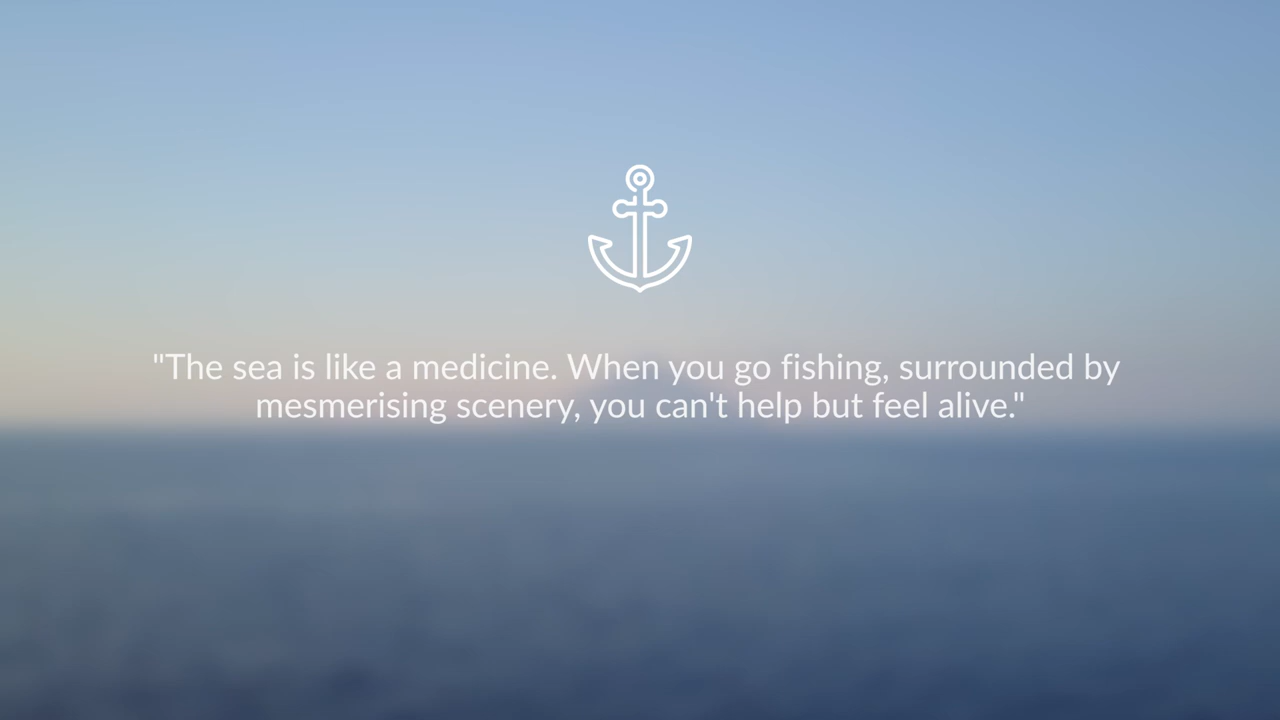 "The sea is like a medicine. When you go fishing, surrounded by
mesmerising scenery, you can't help but feel alive."